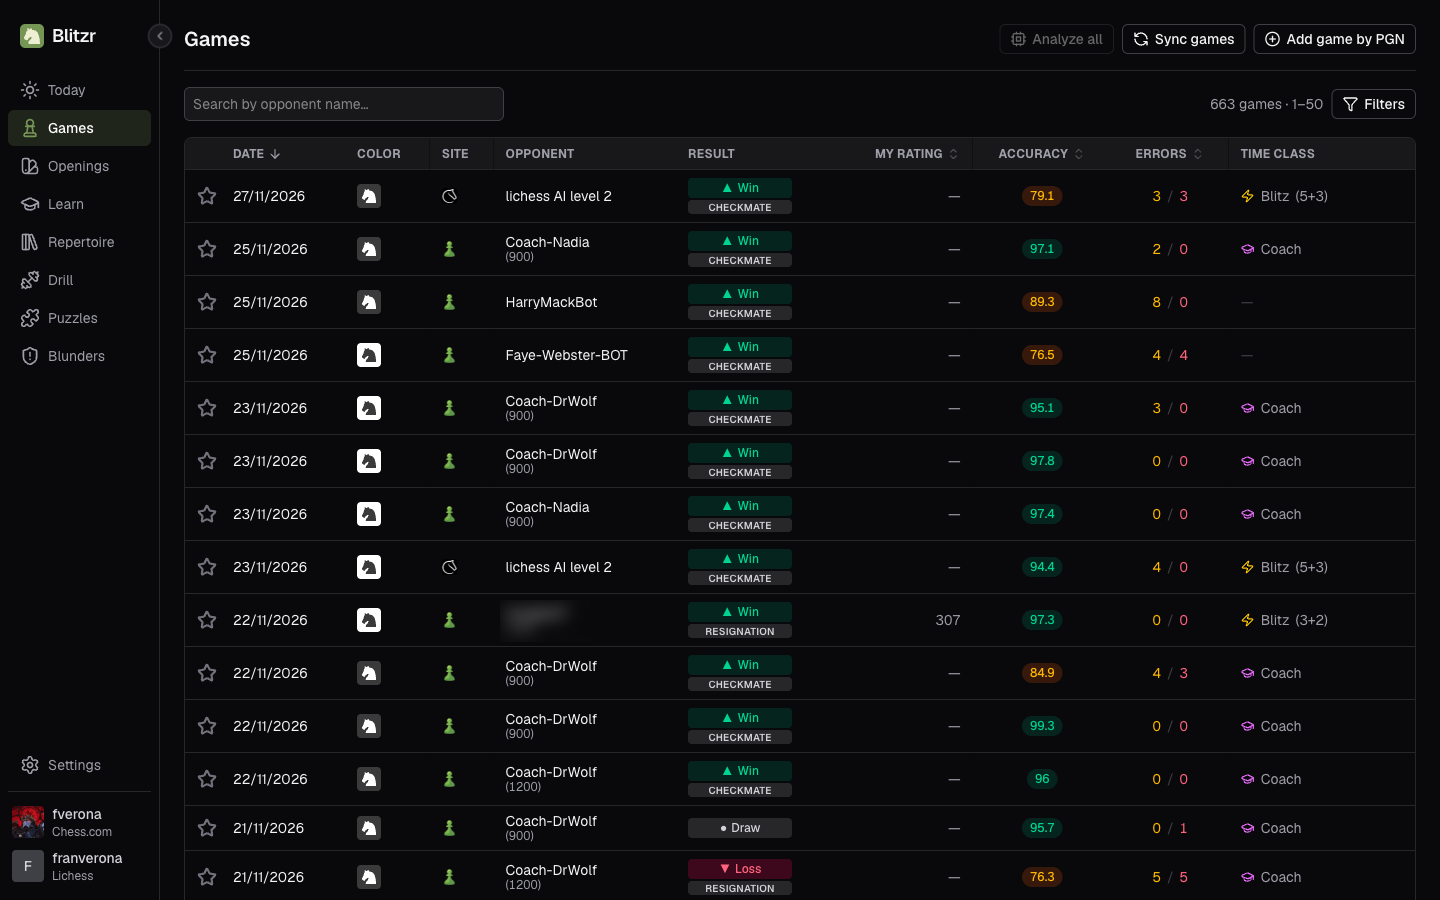 Blitzr
Today
Games
Openings
Learn
Repertoire
Drill
Puzzles
Blunders
Settings
fverona
Chess.com
F
franverona
Lichess
Games
Analyze all
Sync games
Add game by PGN
Search by opponent name…
663 games · 1–50
Filters
DATE COLOR SITE OPPONENT RESULT MY RATING ACCURACY ERRORS TIME CLASS
27/11/2026 lichess AI level 2 ▲ Win CHECKMATE — 79.1 3 / 3 Blitz (5+3)
25/11/2026 Coach-Nadia (900) ▲ Win CHECKMATE — 97.1 2 / 0 Coach
25/11/2026 HarryMackBot ▲ Win CHECKMATE — 89.3 8 / 0 —
25/11/2026 Faye-Webster-BOT ▲ Win CHECKMATE — 76.5 4 / 4 —
23/11/2026 Coach-DrWolf (900) ▲ Win CHECKMATE — 95.1 3 / 0 Coach
23/11/2026 Coach-DrWolf (900) ▲ Win CHECKMATE — 97.8 0 / 0 Coach
23/11/2026 Coach-Nadia (900) ▲ Win CHECKMATE — 97.4 0 / 0 Coach
23/11/2026 lichess AI level 2 ▲ Win CHECKMATE — 94.4 4 / 0 Blitz (5+3)
22/11/2026 ▲ Win RESIGNATION 307 97.3 0 / 0 Blitz (3+2)
22/11/2026 Coach-DrWolf (900) ▲ Win CHECKMATE — 84.9 4 / 3 Coach
22/11/2026 Coach-DrWolf (900) ▲ Win CHECKMATE — 99.3 0 / 0 Coach
22/11/2026 Coach-DrWolf (1200) ▲ Win CHECKMATE — 96 0 / 0 Coach
21/11/2026 Coach-DrWolf (900) ● Draw — 95.7 0 / 1 Coach
21/11/2026 Coach-DrWolf (1200) ▼ Loss RESIGNATION — 76.3 5 / 5 Coach